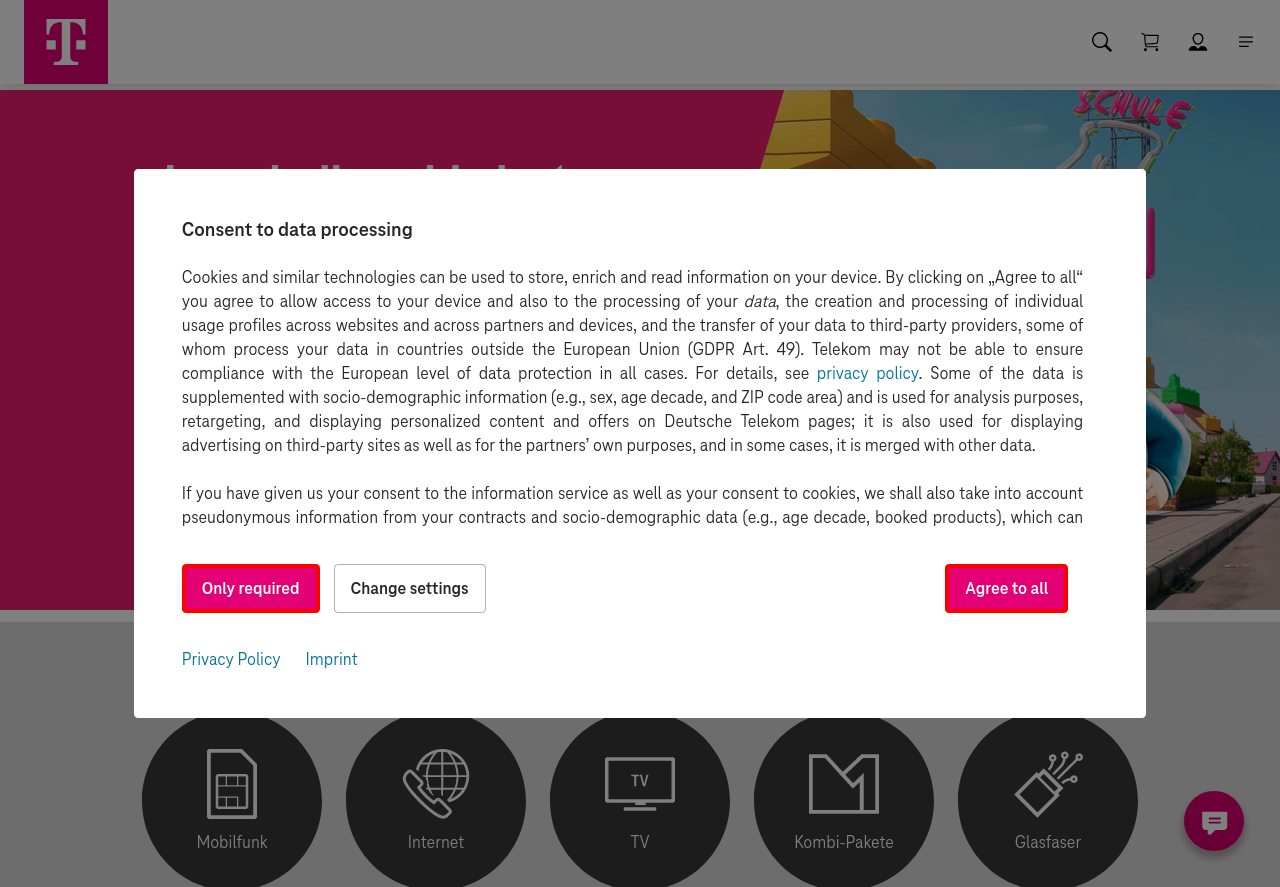 T
SCHULE
Consent to data processing
Cookies and similar technologies can be used to store, enrich and read information on your device. By clicking on „Agree to all“
you agree to allow access to your device and also to the processing of your data, the creation and processing of individual
usage profiles across websites and across partners and devices, and the transfer of your data to third-party providers, some of
whom process your data in countries outside the European Union (GDPR Art. 49). Telekom may not be able to ensure
compliance with the European level of data protection in all cases. For details, see privacy policy. Some of the data is
supplemented with socio-demographic information (e.g., sex, age decade, and ZIP code area) and is used for analysis purposes,
retargeting, and displaying personalized content and offers on Deutsche Telekom pages; it is also used for displaying
advertising on third-party sites as well as for the partners’ own purposes, and in some cases, it is merged with other data.
If you have given us your consent to the information service as well as your consent to cookies, we shall also take into account
pseudonymous information from your contracts and socio-demographic data (e.g., age decade, booked products), which can
Only required Change settings Agree to all
Privacy Policy Imprint
TV
Mobilfunk Internet TV Kombi-Pakete Glasfaser